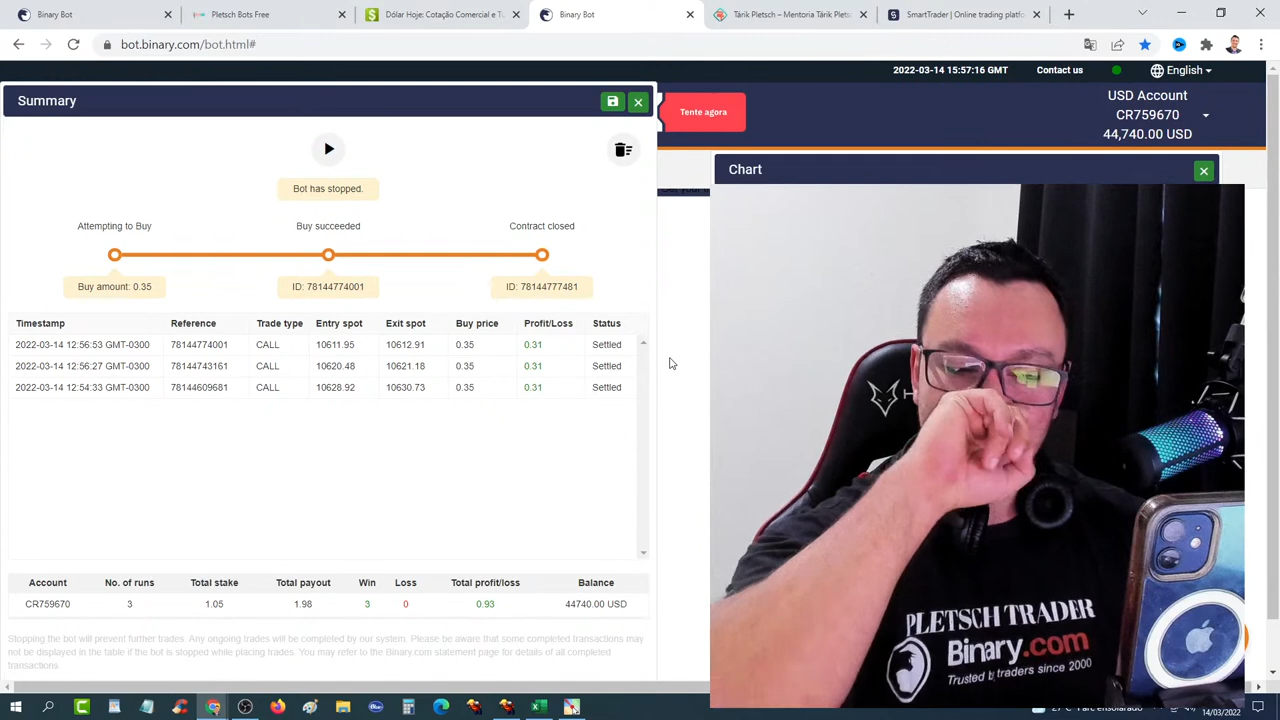 Binary Bot
Pletsch Bots Free
Dólar Hoje: Cotação Comercial e T
Binary Bot
Tárik Pletsch – Mentoria Tárik Plets
SmartTrader | Online trading platfo
bot.binary.com/bot.html#
2022-03-14 15:57:16 GMT
Contact us
English
Summary
Tente agora
USD Account
CR759670
44,740.00 USD
Chart
Bot has stopped.
Attempting to Buy
Buy succeeded
Contract closed
Buy amount: 0.35
ID: 78144774001
ID: 78144777481
Timestamp Reference Trade type Entry spot Exit spot Buy price Profit/Loss Status
2022-03-14 12:56:53 GMT-0300 78144774001 CALL 10611.95 10612.91 0.35 0.31 Settled
2022-03-14 12:56:27 GMT-0300 78144743161 CALL 10620.48 10621.18 0.35 0.31 Settled
2022-03-14 12:54:33 GMT-0300 78144609681 CALL 10628.92 10630.73 0.35 0.31 Settled
Account No. of runs Total stake Total payout Win Loss Total profit/loss Balance
CR759670 3 1.05 1.98 3 0 0.93 44740.00 USD
Stopping the bot will prevent further trades. Any ongoing trades will be completed by our system. Please be aware that some completed transactions may
not be displayed in the table if the bot is stopped while placing trades. You may refer to the Binary.com statement page for details of all completed
transactions.
PLETSCH TRADER
Binary.com
Trusted by traders since 2000
14/03/2022